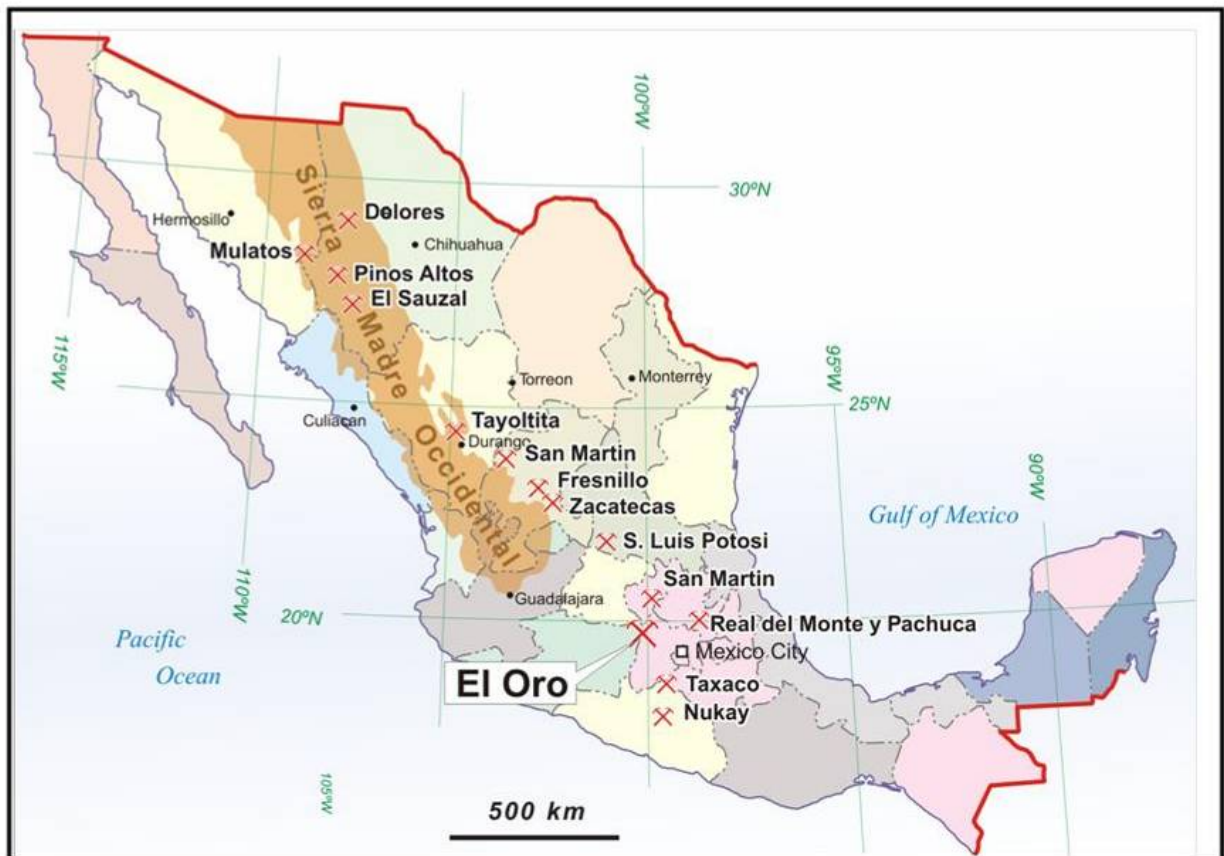 100ºW
30ºN
Sierra
Madre
Occidental
Hermosillo
Dolores
Chihuahua
Mulatos
Pinos Altos
El Sauzal
115ºW
Torreon
Monterrey
95ºW
25ºN
Culiacan
Tayoltita
Durango
San Martin
Fresnillo
Zacatecas
90ºW
Gulf of Mexico
S. Luis Potosi
110ºW
San Martin
Guadalajara
20ºN
Real del Monte y Pachuca
Pacific
Ocean
Mexico City
El Oro
Taxaco
Nukay
105ºW
500 km